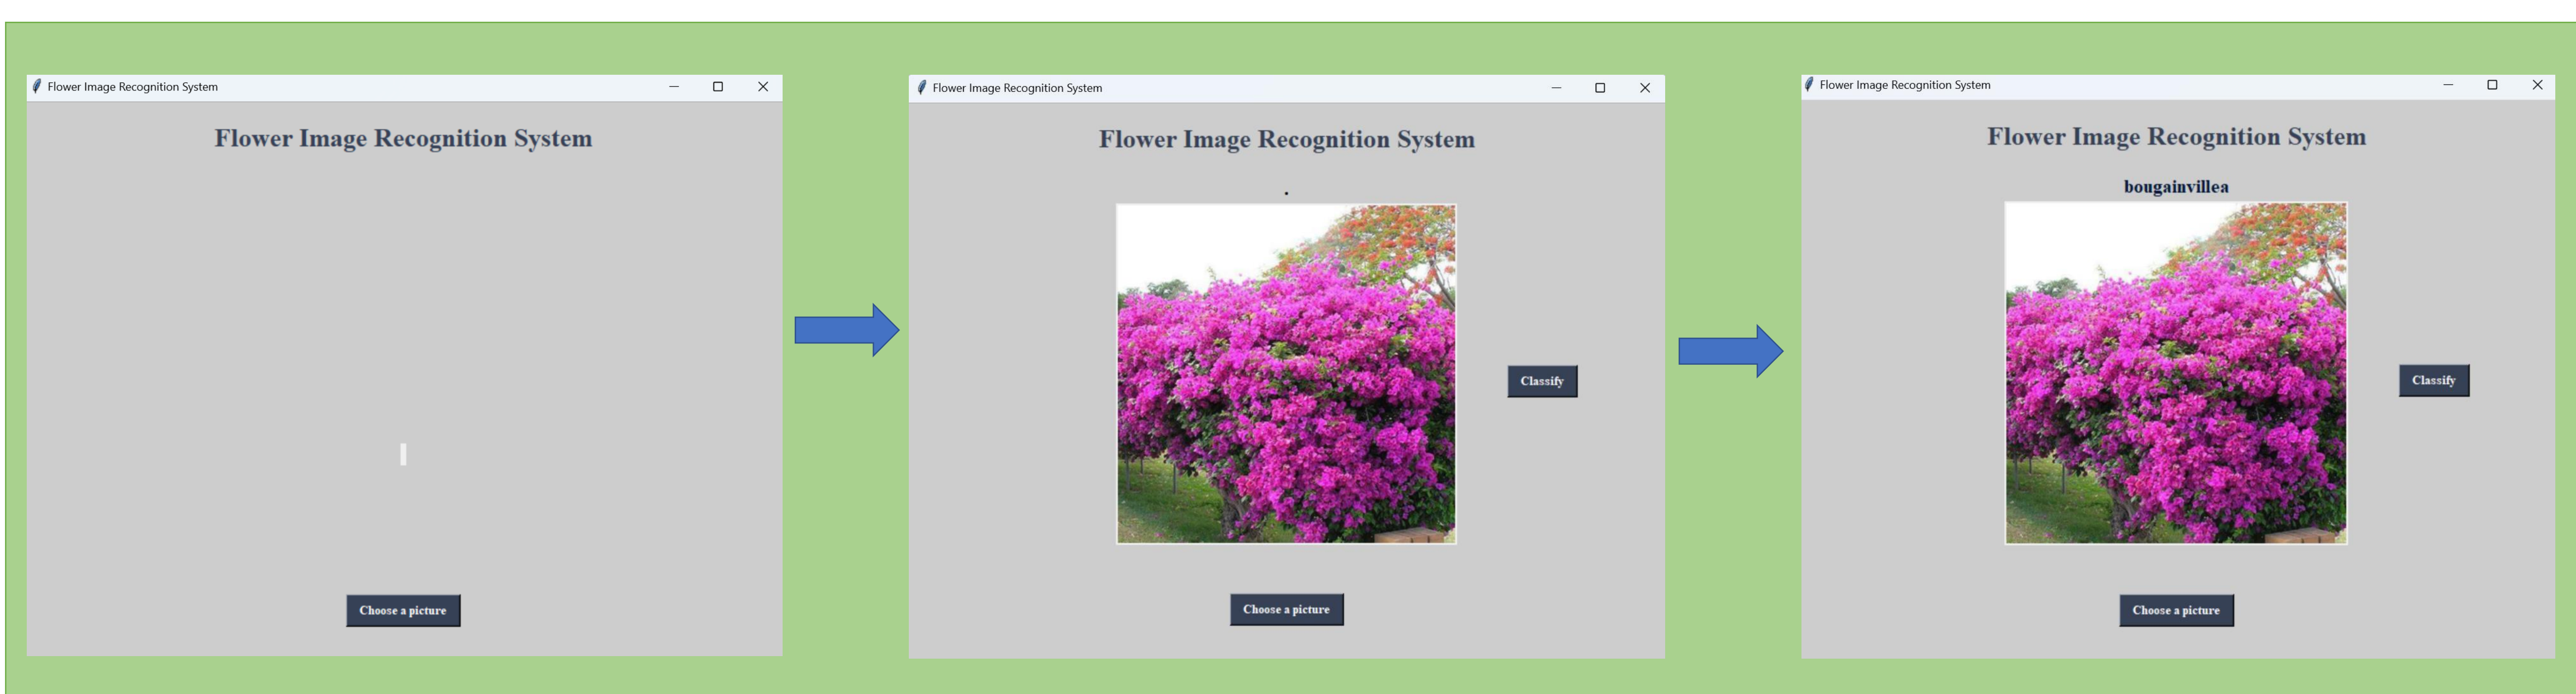 Flower Image Recognition System
Flower Image Recognition System
Choose a picture
Flower Image Recognition System
Flower Image Recognition System
.
Classify
Choose a picture
Flower Image Recognition System
Flower Image Recognition System
bougainvillea
Classify
Choose a picture